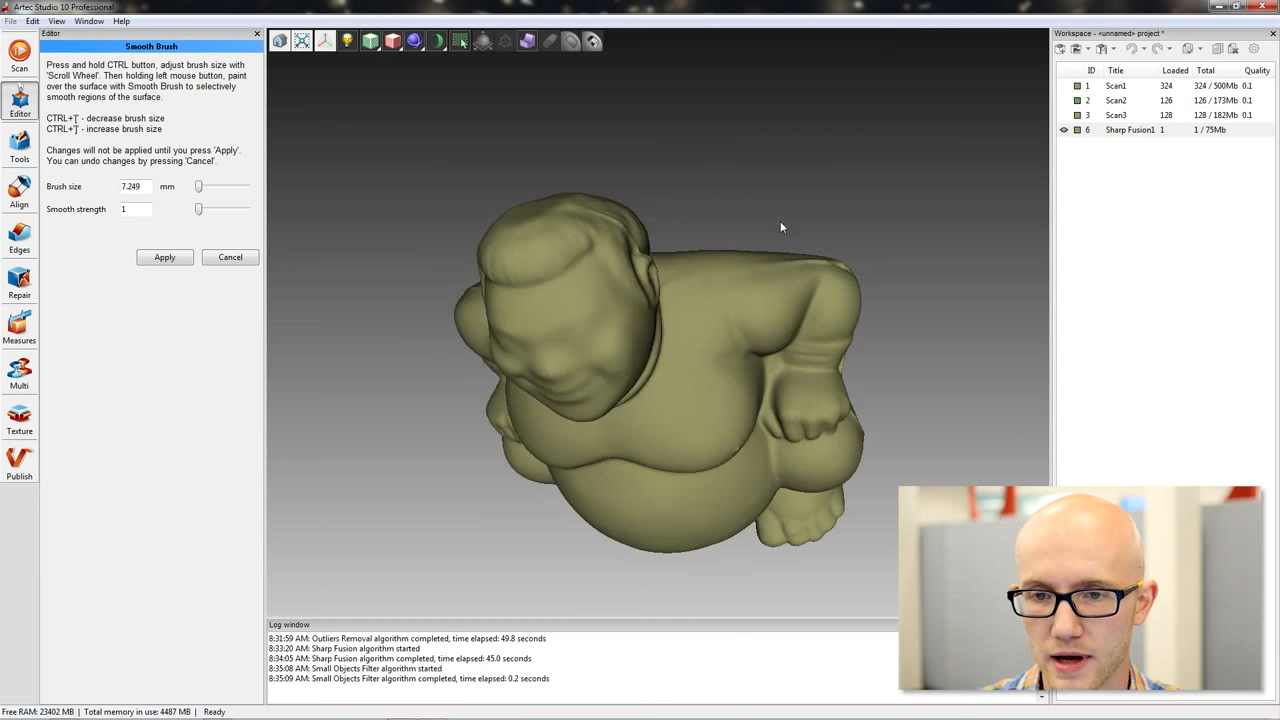 Artec Studio 10 Professional
File Edit View Window Help
Editor
Smooth Brush
Press and hold CTRL button, adjust brush size with
'Scroll Wheel'. Then holding left mouse button, paint
over the surface with Smooth Brush to selectively
smooth regions of the surface.
CTRL+'[' - decrease brush size
CTRL+']' - increase brush size
Changes will not be applied until you press 'Apply'.
You can undo changes by pressing 'Cancel'.
Brush size 7.249 mm
Smooth strength 1
Apply Cancel
Scan
Editor
Tools
Align
Edges
Repair
Measures
Multi
Texture
Publish
Workspace - <unnamed> project *
ID Title Loaded Total Quality
1 Scan1 324 324 / 500Mb 0.1
2 Scan2 126 126 / 173Mb 0.1
3 Scan3 128 128 / 182Mb 0.1
6 Sharp Fusion1 1 1 / 75Mb
Log window
8:31:59 AM: Outliers Removal algorithm completed, time elapsed: 49.8 seconds
8:33:20 AM: Sharp Fusion algorithm started
8:34:05 AM: Sharp Fusion algorithm completed, time elapsed: 45.0 seconds
8:35:08 AM: Small Objects Filter algorithm started
8:35:09 AM: Small Objects Filter algorithm completed, time elapsed: 0.2 seconds
Free RAM: 23402 MB | Total memory in use: 4487 MB | Ready